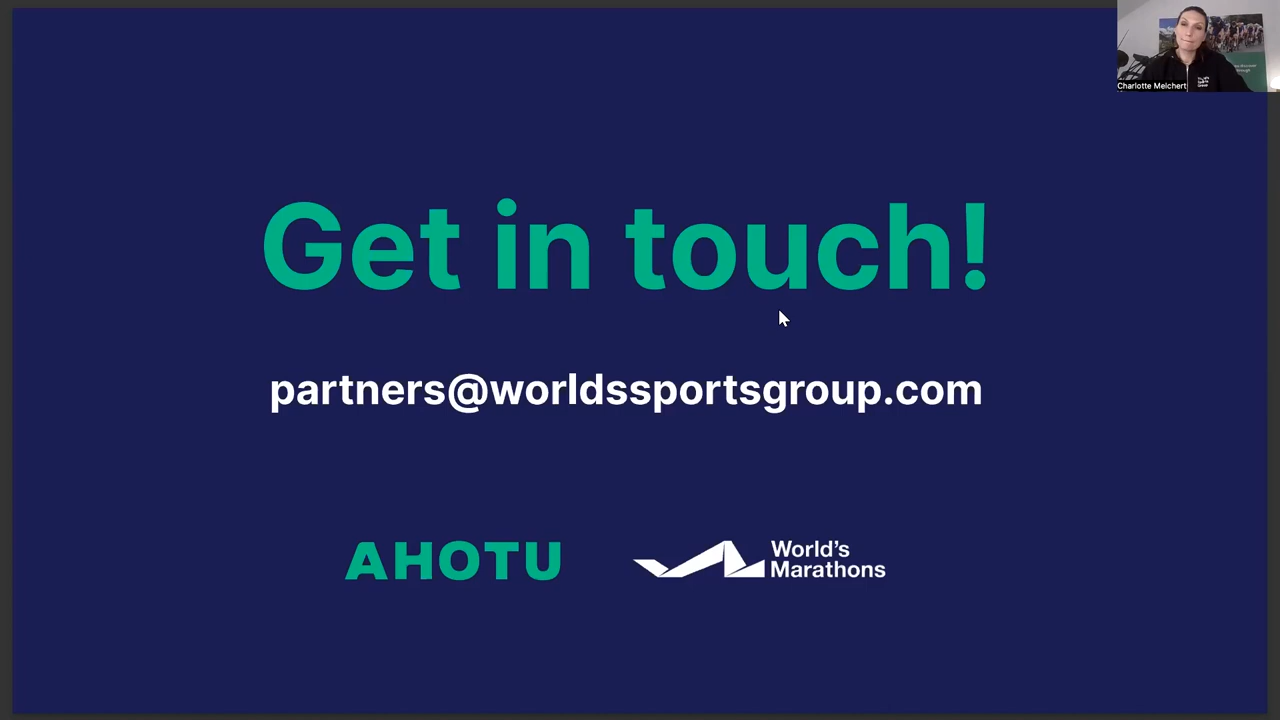 Charlotte Melchert
Get in touch!
partners@worldssportsgroup.com
AHOTU
World's
Marathons